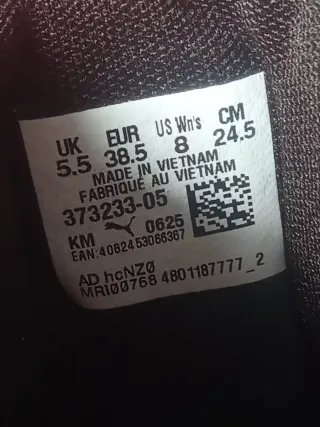 UK EUR US Wn's CM
5.5 38.5 8 24.5
MADE IN VIETNAM
FABRIQUÉ AU VIETNAM
373233-05
KM 0625
EAN:4062453066367
AD hcNZ0
MRI00768 4801187777_2